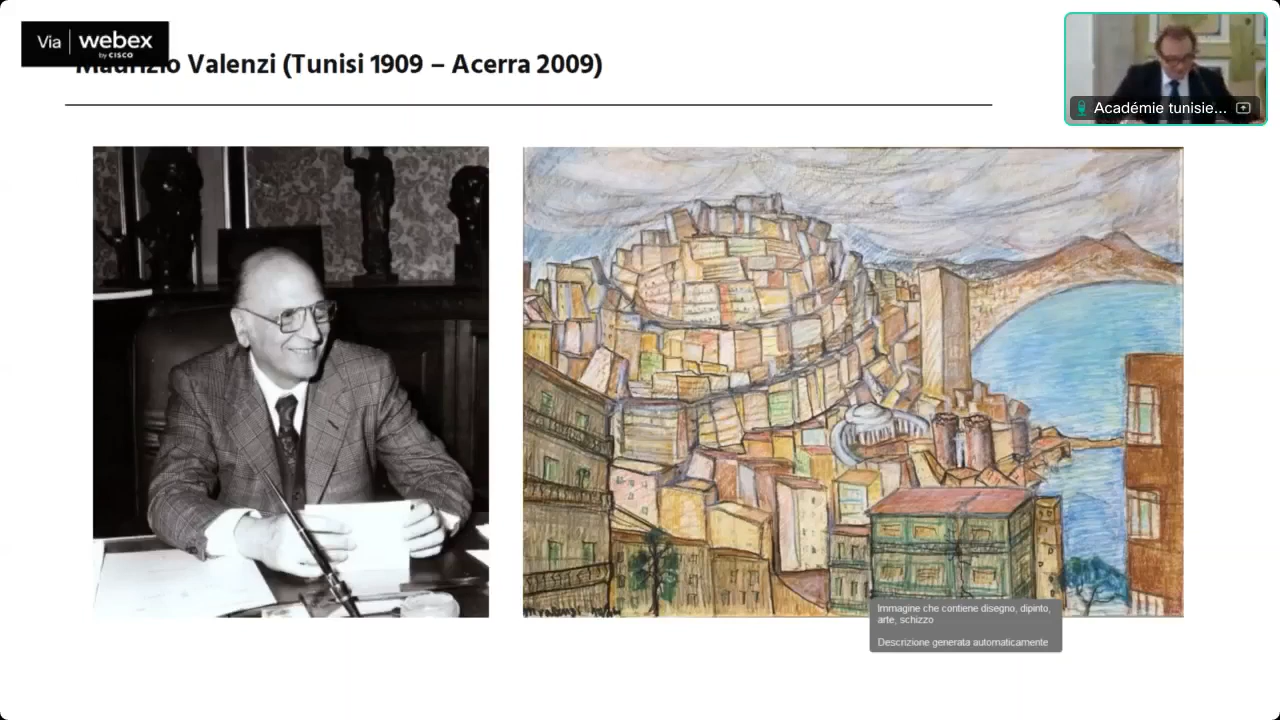 Via webex
by CISCO
Maurizio Valenzi (Tunisi 1909 – Acerra 2009)
Académie tunisie...
Immagine che contiene disegno, dipinto,
arte, schizzo
Descrizione generata automaticamente